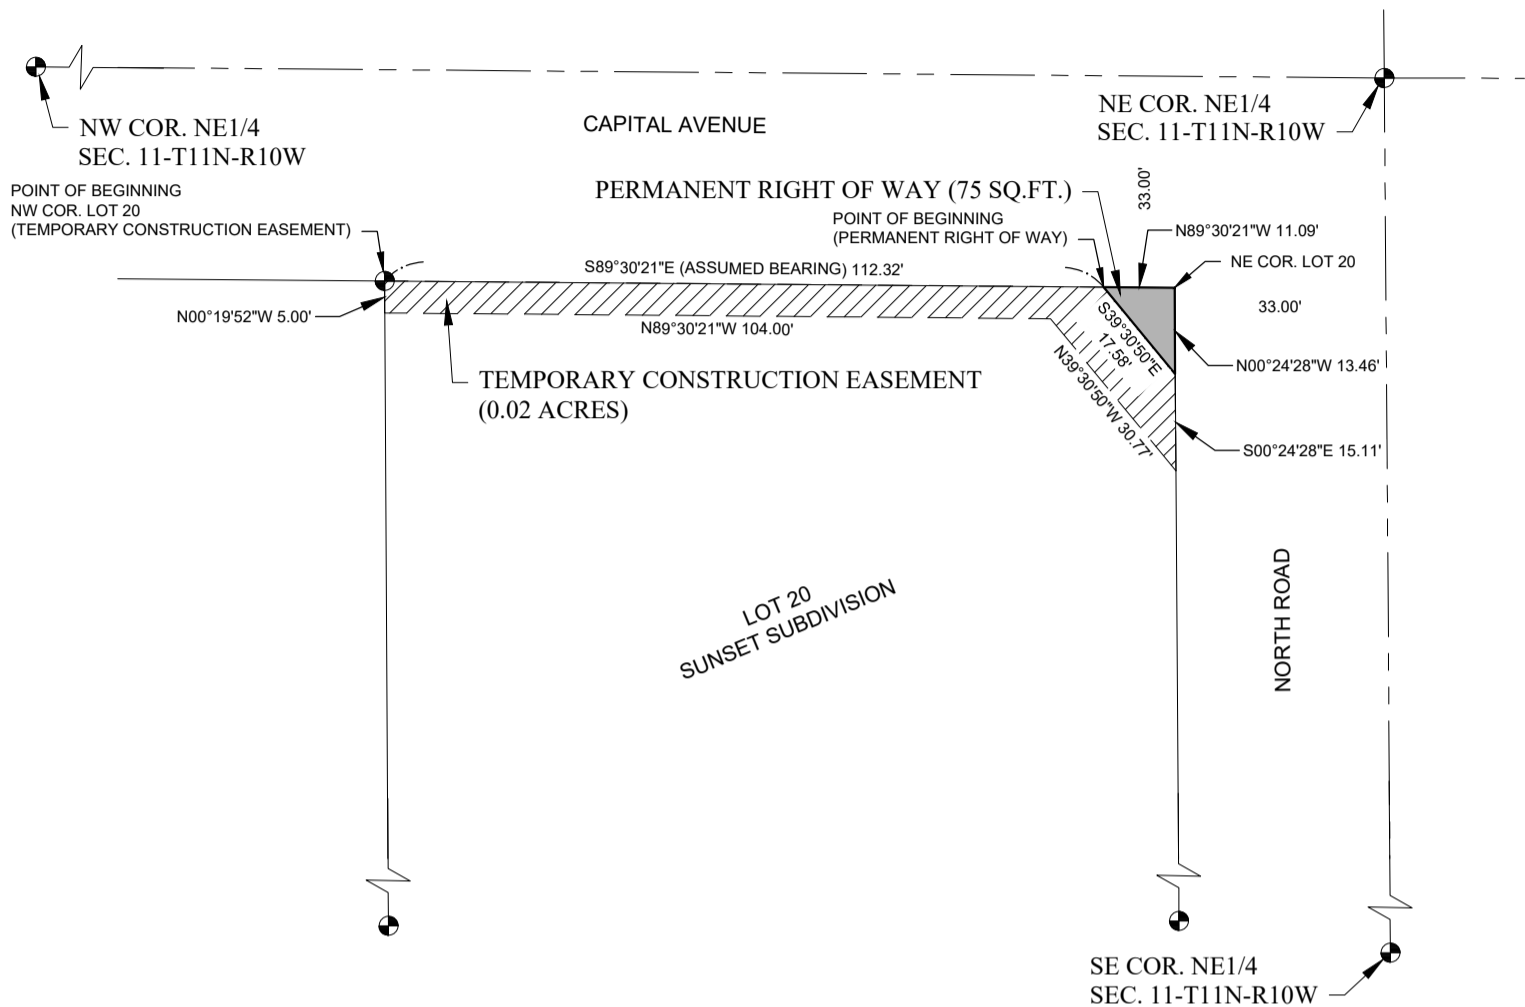 NW COR. NE1/4
SEC. 11-T11N-R10W
CAPITAL AVENUE
NE COR. NE1/4
SEC. 11-T11N-R10W
POINT OF BEGINNING
NW COR. LOT 20
(TEMPORARY CONSTRUCTION EASEMENT)
PERMANENT RIGHT OF WAY (75 SQ.FT.)
POINT OF BEGINNING
(PERMANENT RIGHT OF WAY)
33.00'
N89°30'21"W 11.09'
NE COR. LOT 20
33.00'
S89°30'21"E (ASSUMED BEARING) 112.32'
N00°19'52"W 5.00'
N89°30'21"W 104.00'
S39°30'50"E
17.58'
N39°30'50"W 30.77'
N00°24'28"W 13.46'
TEMPORARY CONSTRUCTION EASEMENT
(0.02 ACRES)
S00°24'28"E 15.11'
LOT 20
SUNSET SUBDIVISION
NORTH ROAD
SE COR. NE1/4
SEC. 11-T11N-R10W